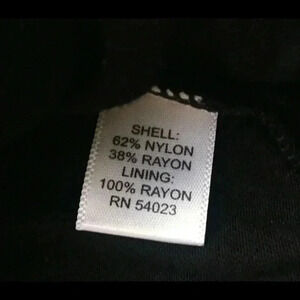 SHELL:
62% NYLON
38% RAYON
LINING:
100% RAYON
RN 54023